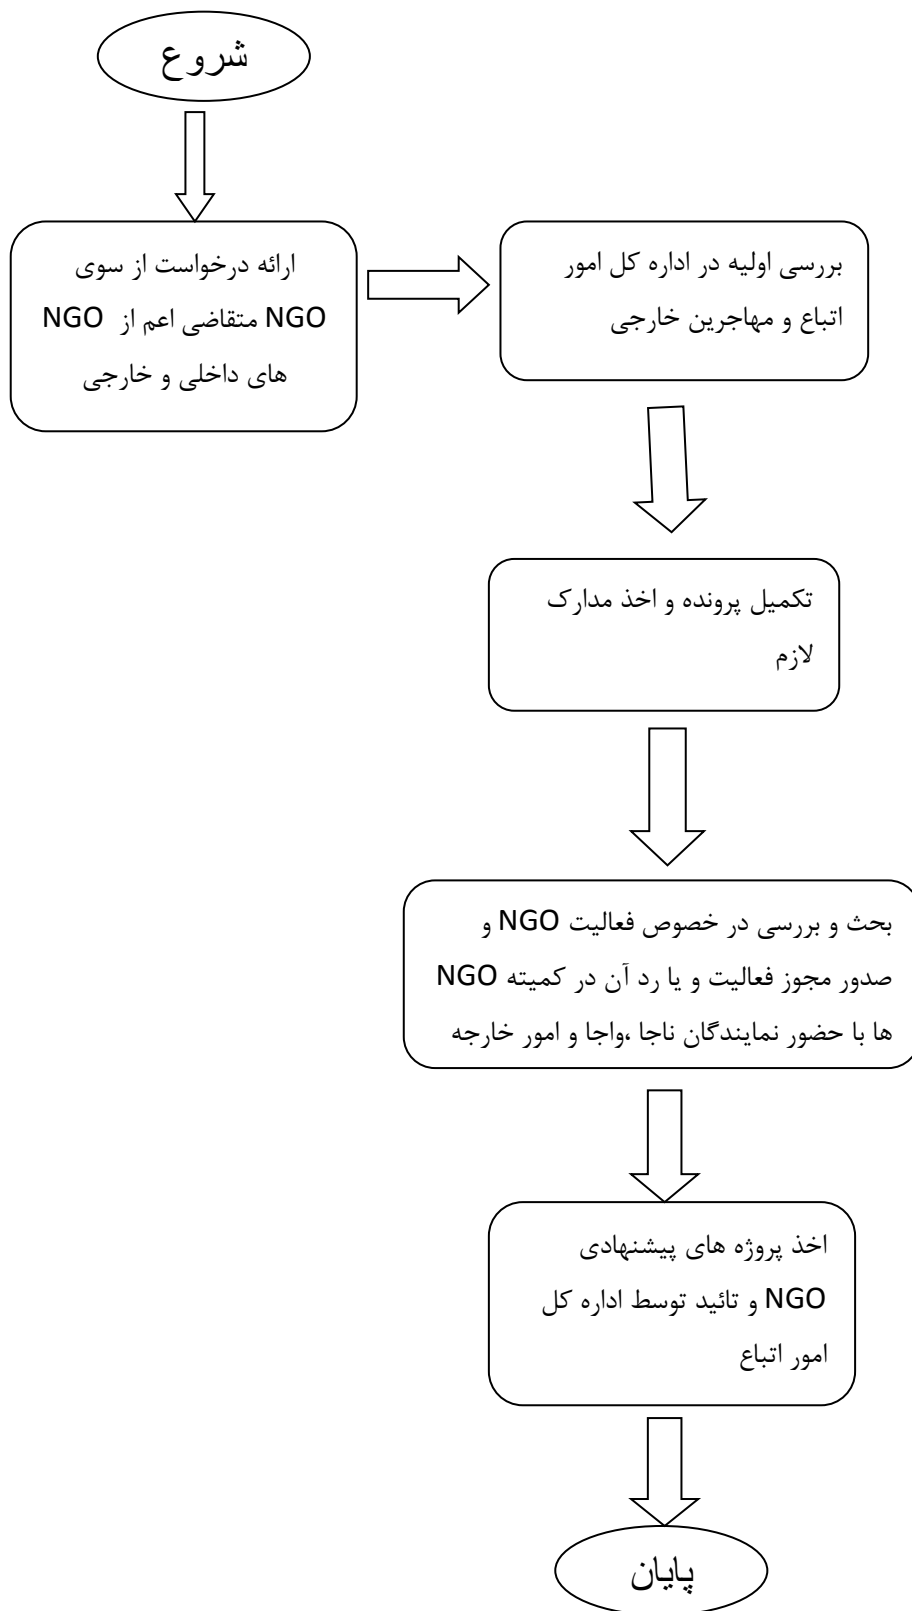 شروع
ارائه درخواست از سوی
NGO متقاضی اعم از NGO
های داخلی و خارجی
بررسی اولیه در اداره کل امور
اتباع و مهاجرین خارجی
تکمیل پرونده و اخذ مدارک
لازم
بحث و بررسی در خصوص فعالیت NGO و
صدور مجوز فعالیت و یا رد آن در کمیته NGO
ها با حضور نمایندگان ناجا ،واجا و امور خارجه
اخذ پروژه های پیشنهادی
NGO و تائید توسط اداره کل
امور اتباع
پایان